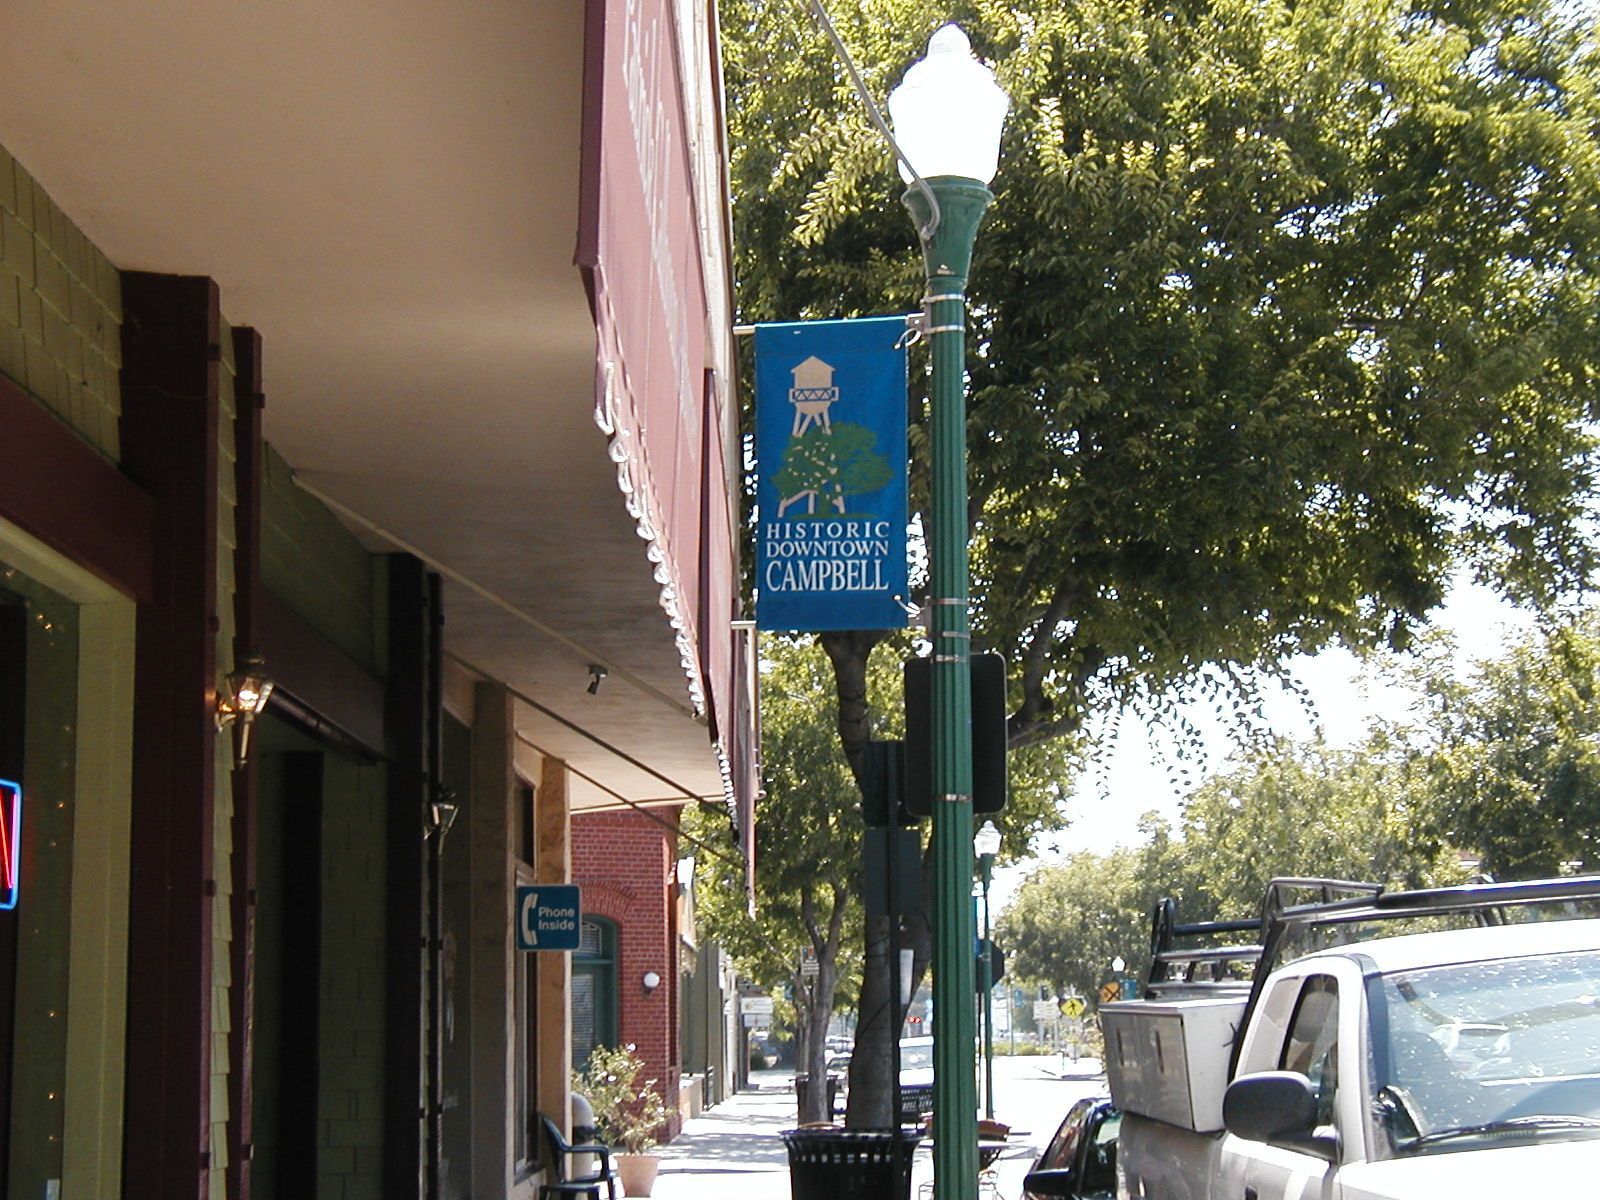 HISTORIC
DOWNTOWN
CAMPBELL
Phone
Inside